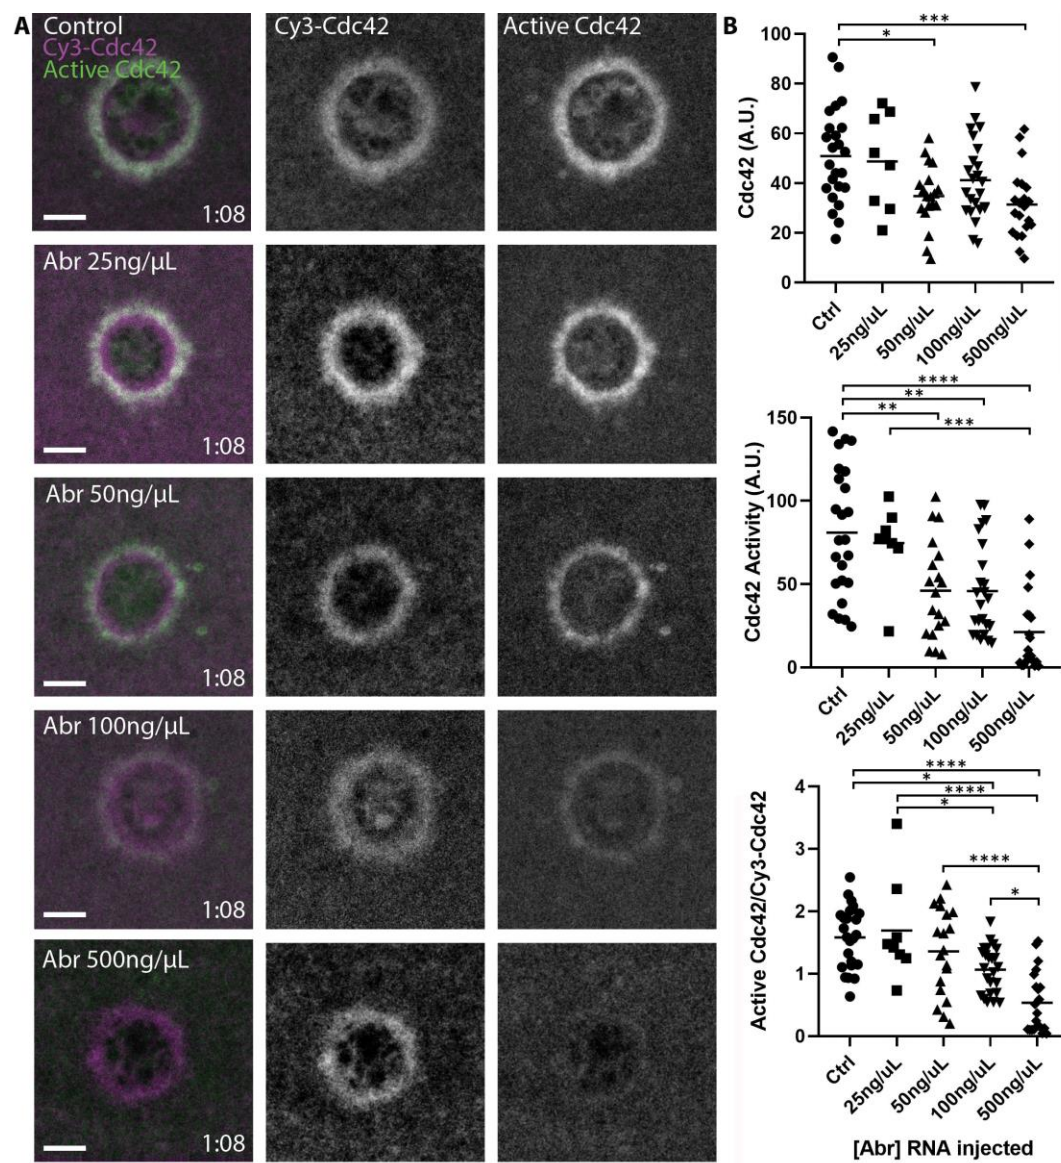 A
Control
Cy3-Cdc42
Active Cdc42
1:08
Cy3-Cdc42
Active Cdc42
Abr 25ng/µL
1:08
Abr 50ng/µL
1:08
Abr 100ng/µL
1:08
Abr 500ng/µL
1:08
B
***
*
Cdc42 (A.U.)
100
80
60
40
20
0
Ctrl
25ng/uL
50ng/uL
100ng/uL
500ng/uL
****
**
**
***
Cdc42 Activity (A.U.)
150
100
50
0
Ctrl
25ng/uL
50ng/uL
100ng/uL
500ng/uL
****
*
****
*
****
*
Active Cdc42/Cy3-Cdc42
4
3
2
1
0
Ctrl
25ng/uL
50ng/uL
100ng/uL
500ng/uL
[Abr] RNA injected